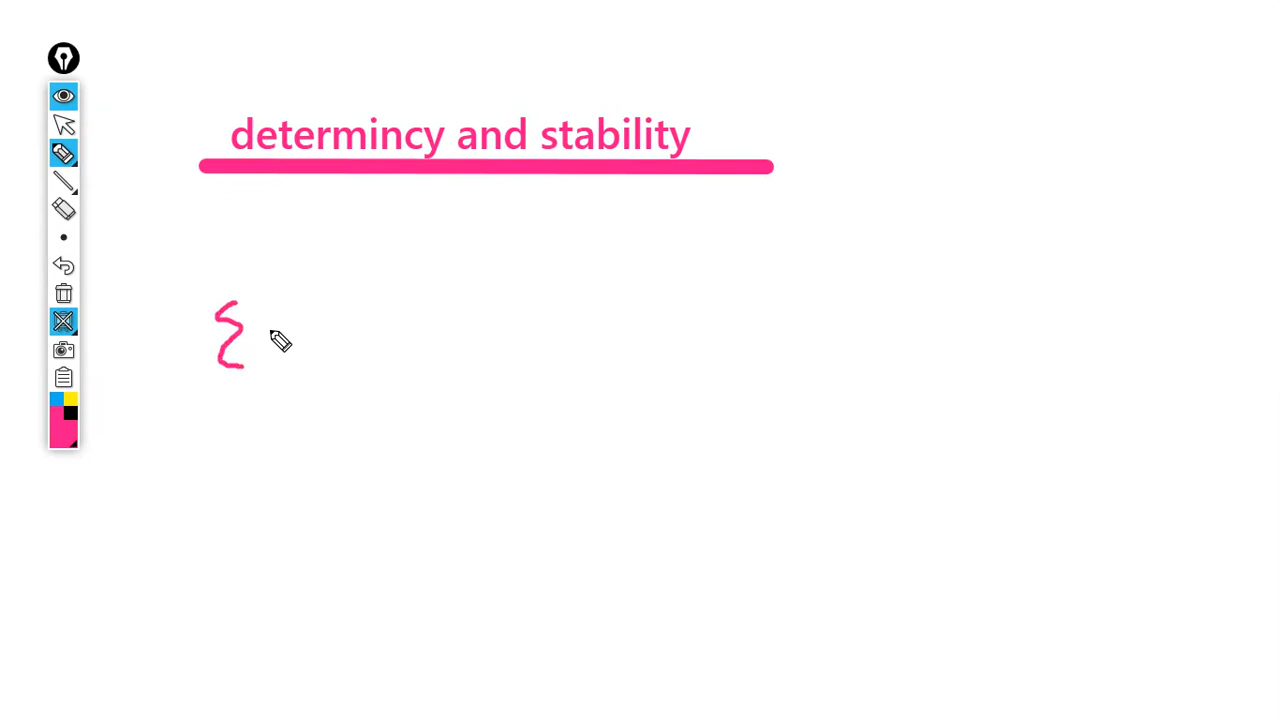 determincy and stability
Σ